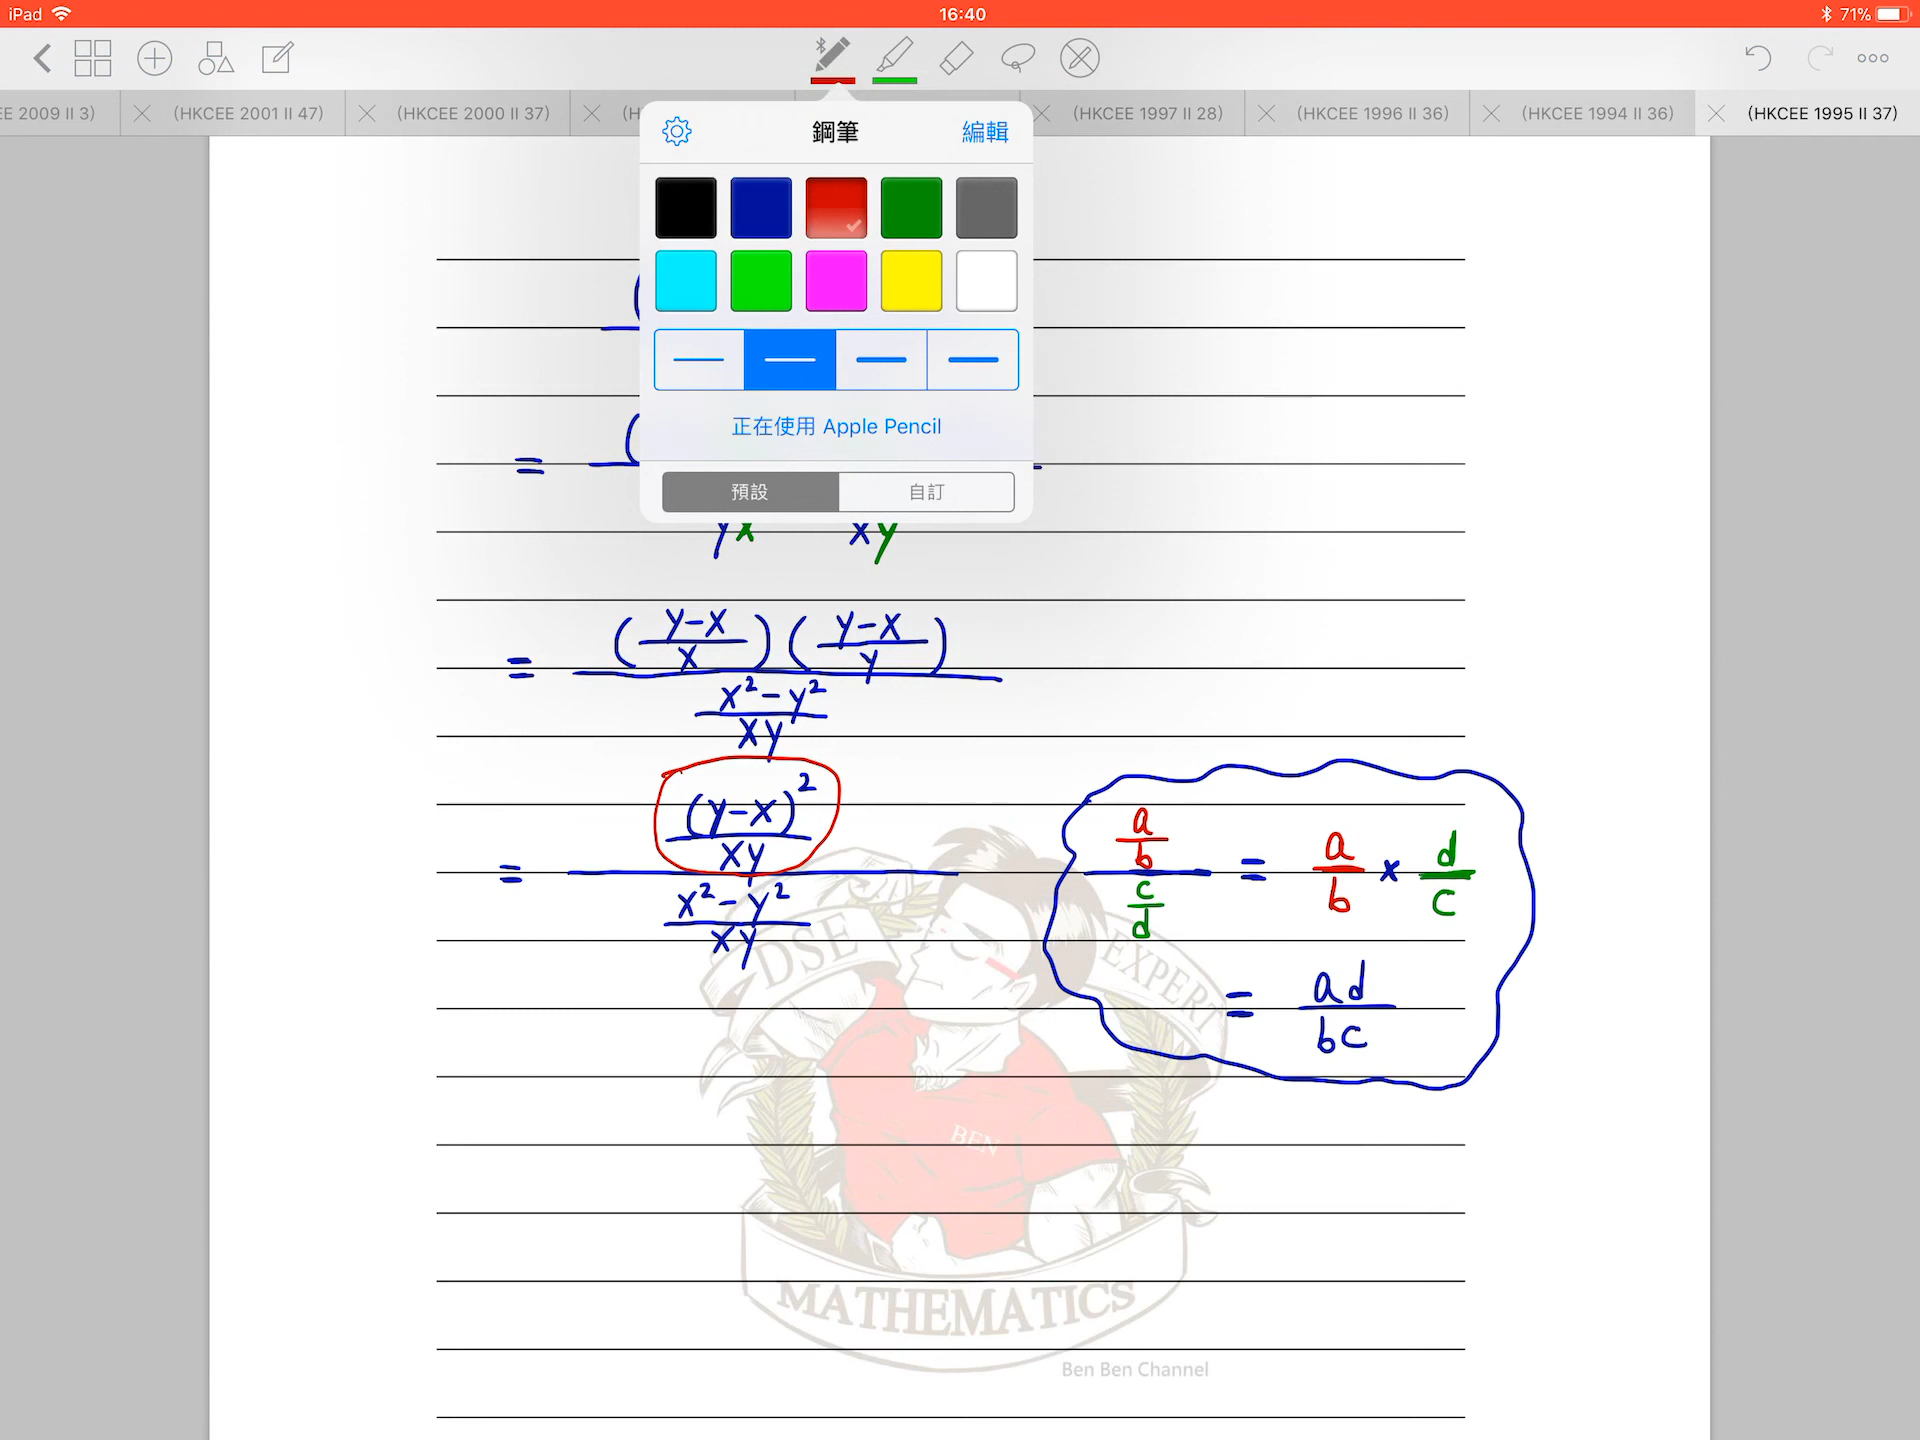 iPad 16:40 71%
E 2009 II 3) (HKCEE 2001 II 47) (HKCEE 2000 II 37) (H (HKCEE 1997 II 28) (HKCEE 1996 II 36) (HKCEE 1994 II 36) (HKCEE 1995 II 37)
鋼筆 編輯
正在使用 Apple Pencil
預設 自訂
(
= (
yx xy
= ((y-x)/x)((y-x)/y) / ((x²-y²)/(xy))
= ((y-x)²/(xy)) / ((x²-y²)/(xy))
(a/b)/(c/d) = a/b × d/c
= ad/bc
DSE EXPERT
BEN
MATHEMATICS
Ben Ben Channel